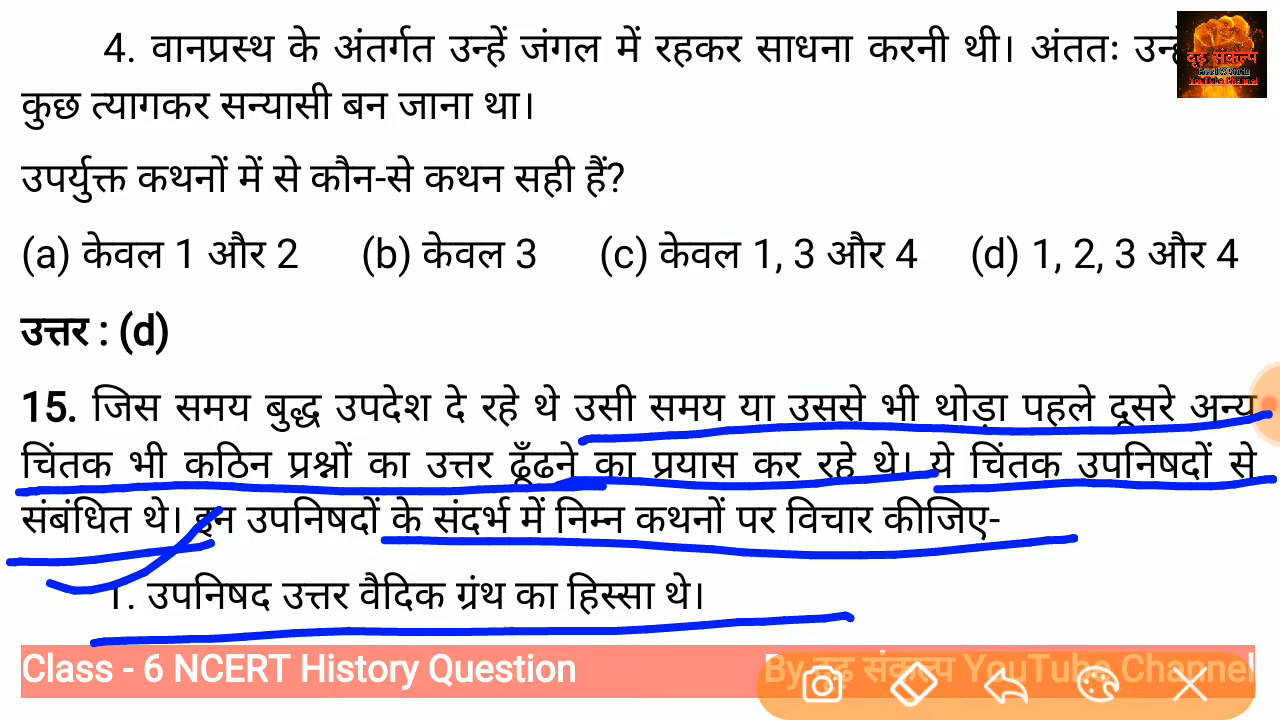 4. वानप्रस्थ के अंतर्गत उन्हें जंगल में रहकर साधना करनी थी। अंततः
दृढ़ संकल्प
YouTube Channel
कुछ त्यागकर सन्यासी बन जाना था।
उपर्युक्त कथनों में से कौन-से कथन सही हैं?
(a) केवल 1 और 2 (b) केवल 3 (c) केवल 1, 3 और 4 (d) 1, 2, 3 और 4
उत्तर : (d)
15. जिस समय बुद्ध उपदेश दे रहे थे उसी समय या उससे भी थोड़ा पहले दूसरे अन्य
चिंतक भी कठिन प्रश्नों का उत्तर ढूँढने का प्रयास कर रहे थे। ये चिंतक उपनिषदों से
संबंधित थे। इन उपनिषदों के संदर्भ में निम्न कथनों पर विचार कीजिए-
1. उपनिषद उत्तर वैदिक ग्रंथ का हिस्सा थे।
Class - 6 NCERT History Question By दृढ़ संकल्प YouTube Channel